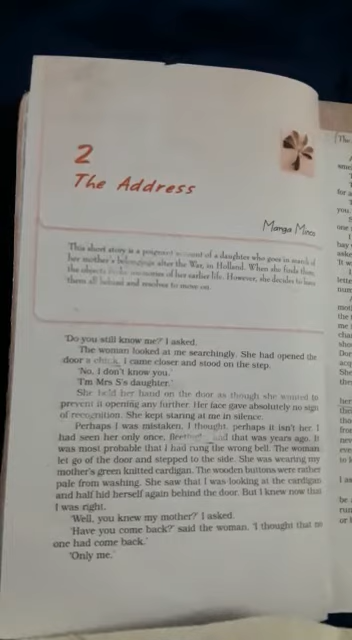 2
The Address
Marga Minco
This short story is a poignant account of a daughter who goes in search of
her mother's belongings after the War, in Holland. When she finds them,
the objects memories of her earlier life. However, she decides to leave
them all behind and resolves to move on.
'Do you still know me?' I asked.
The woman looked at me searchingly. She had opened the
door a chink. I came closer and stood on the step.
'No, I don't know you.'
'I'm Mrs S's daughter.'
She held her hand on the door as though she wanted to
prevent it opening any further. Her face gave absolutely no sign
of recognition. She kept staring at me in silence.
Perhaps I was mistaken, I thought, perhaps it isn't her. I
had seen her only once, fleetingly and that was years ago. It
was most probable that I had rung the wrong bell. The woman
let go of the door and stepped to the side. She was wearing my
mother's green knitted cardigan. The wooden buttons were rather
pale from washing. She saw that I was looking at the cardigan
and half hid herself again behind the door. But I knew now that
I was right.
'Well, you knew my mother?' I asked.
'Have you come back?' said the woman. 'I thought that no
one had come back.'
'Only me.'